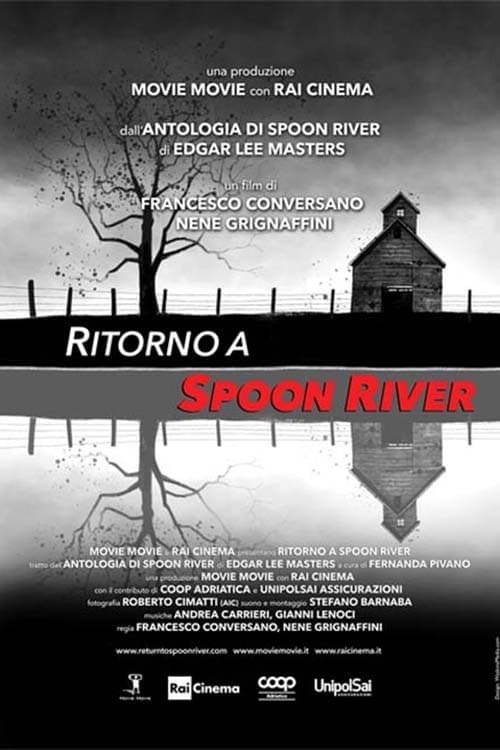 una produzione
MOVIE MOVIE con RAI CINEMA
dall'ANTOLOGIA DI SPOON RIVER
di EDGAR LEE MASTERS
un film di
FRANCESCO CONVERSANO
NENE GRIGNAFFINI
RITORNO A
SPOON RIVER
MOVIE MOVIE e RAI CINEMA presentano RITORNO A SPOON RIVER
tratto dall'ANTOLOGIA DI SPOON RIVER di EDGAR LEE MASTERS a cura di FERNANDA PIVANO
una produzione MOVIE MOVIE con RAI CINEMA
con il contributo di COOP ADRIATICA e UNIPOLSAI ASSICURAZIONI
fotografia ROBERTO CIMATTI (AIC) suono e montaggio STEFANO BARNABA
musiche ANDREA CARRIERI, GIANNI LENOCI
regia FRANCESCO CONVERSANO, NENE GRIGNAFFINI
www.returntospoonriver.com www.moviemovie.it www.raicinema.it
MOVIE MOVIE
Rai Cinema
coop
Adriatica
UnipolSai
ASSICURAZIONI